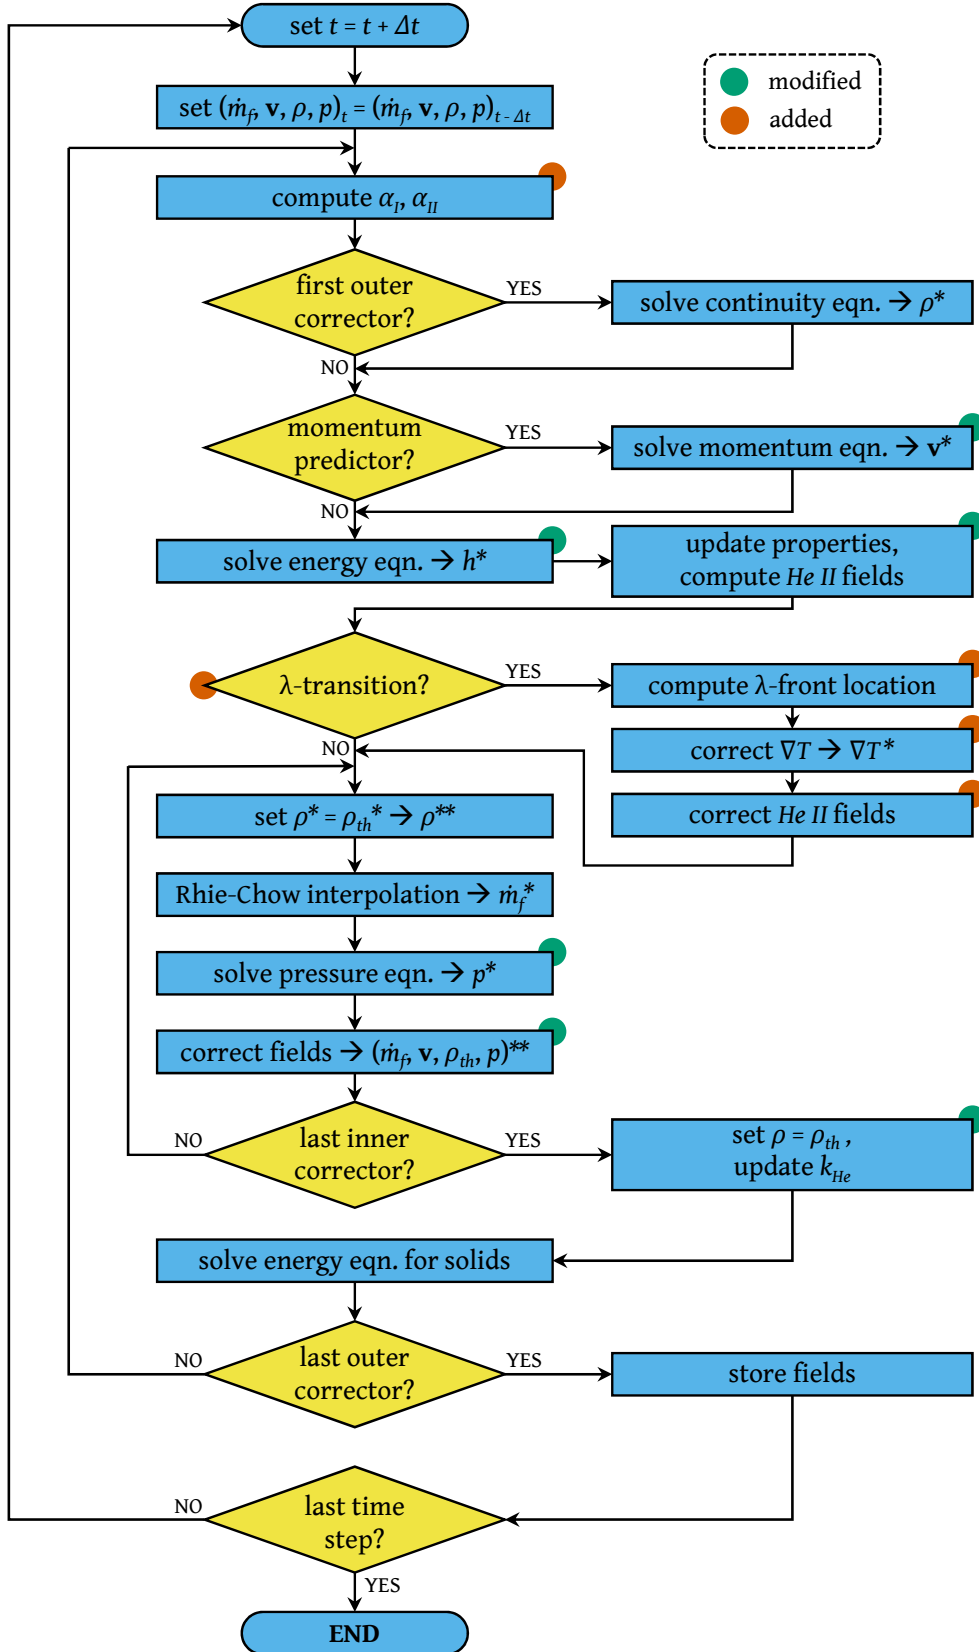 set t = t + Δt
modified
added
set (ṁf, v, ρ, p)t = (ṁf, v, ρ, p)t - Δt
compute αI, αII
first outer
corrector?
YES
solve continuity eqn. → ρ*
NO
momentum
predictor?
YES
solve momentum eqn. → v*
NO
solve energy eqn. → h*
update properties,
compute He II fields
λ-transition?
YES
compute λ-front location
NO
correct ∇T → ∇T*
set ρ* = ρth* → ρ**
correct He II fields
Rhie-Chow interpolation → ṁf*
solve pressure eqn. → p*
correct fields → (ṁf, v, ρth, p)**
NO
last inner
corrector?
YES
set ρ = ρth ,
update kHe
solve energy eqn. for solids
NO
last outer
corrector?
YES
store fields
NO
last time
step?
YES
END